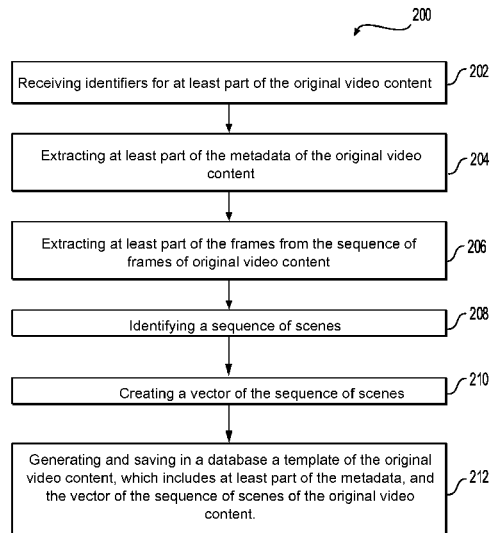 200
Receiving identifiers for at least part of the original video content
202
Extracting at least part of the metadata of the original video
content
204
Extracting at least part of the frames from the sequence of
frames of original video content
206
Identifying a sequence of scenes
208
Creating a vector of the sequence of scenes
210
Generating and saving in a database a template of the original
video content, which includes at least part of the metadata, and
the vector of the sequence of scenes of the original video
content.
212